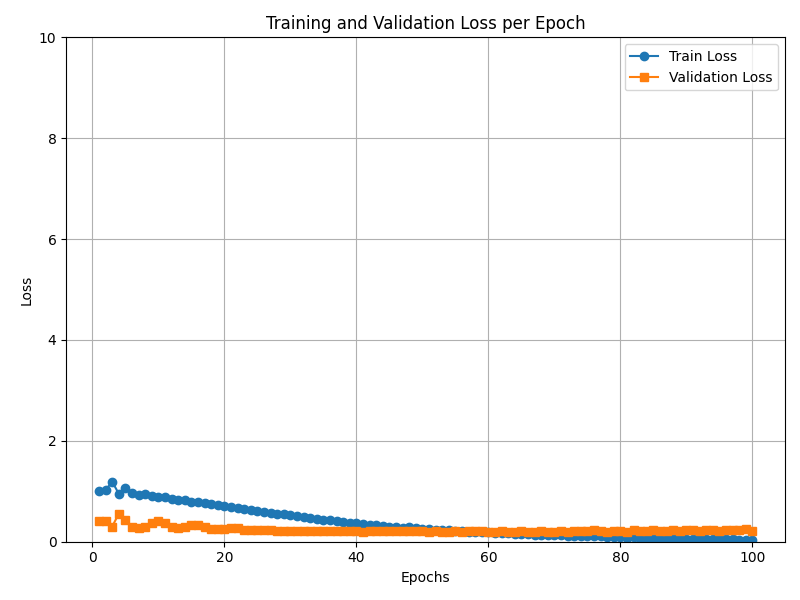 Training and Validation Loss per Epoch
Train Loss
Validation Loss
10
8
6
4
2
0
Loss
0 20 40 60 80 100
Epochs